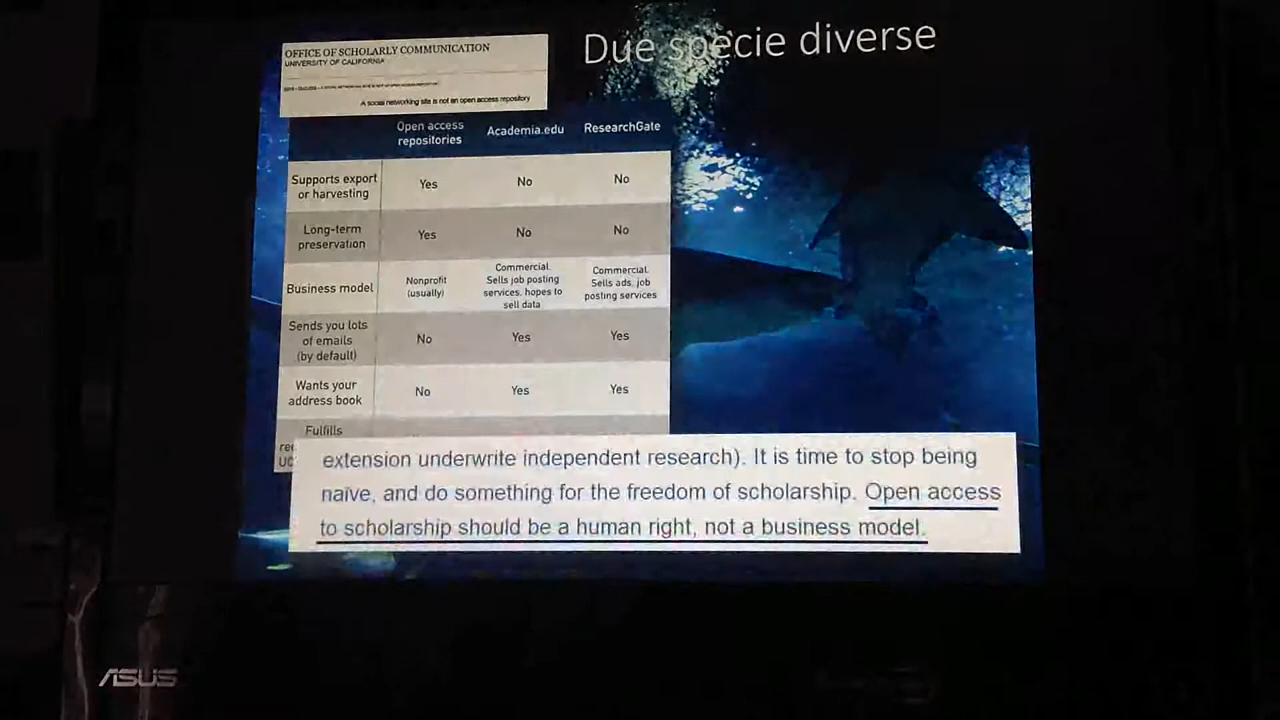 Due specie diverse
OFFICE OF SCHOLARLY COMMUNICATION
UNIVERSITY OF CALIFORNIA
A social networking site is not an open access repository
Open access
repositories
Academia.edu
ResearchGate
Supports export
or harvesting
Yes
No
No
Long-term
preservation
Yes
No
No
Business model
Nonprofit
(usually)
Commercial.
Sells job posting
services, hopes to
sell data
Commercial.
Sells ads, job
posting services
Sends you lots
of emails
(by default)
No
Yes
Yes
Wants your
address book
No
Yes
Yes
Fulfills
extension underwrite independent research). It is time to stop being
naïve, and do something for the freedom of scholarship. Open access
to scholarship should be a human right, not a business model.
ASUS